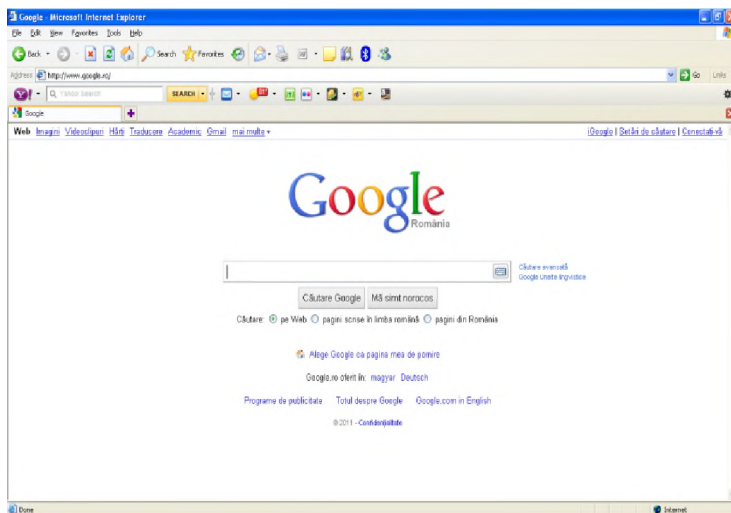 Google - Microsoft Internet Explorer
File Edit View Favorites Tools Help
Back Search Favorites
Address http://www.google.ro/ Go Links
Y! SEARCH
Google
Web Imagini Videoclipuri Hărţi Traducere Academic Gmail mai multe iGoogle | Setări de căutare | Conectaţi-vă
Google
România
Căutare avansată
Google Unelte lingvistice
Căutare Google Mă simt norocos
Căutare: pe Web pagini scrise în limba română pagini din România
Alege Google ca pagina mea de pornire
Google.ro oferit în: magyar Deutsch
Programe de publicitate Totul despre Google Google.com in English
© 2011 - Confidenţialitate
Done Internet